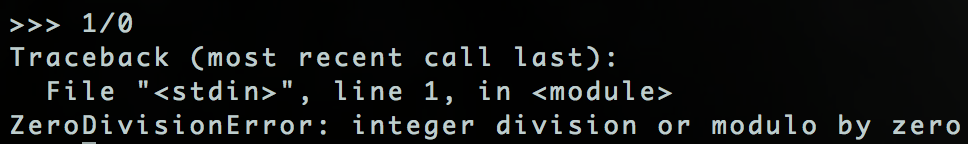 >>> 1/0
Traceback (most recent call last):
  File "<stdin>", line 1, in <module>
ZeroDivisionError: integer division or modulo by zero